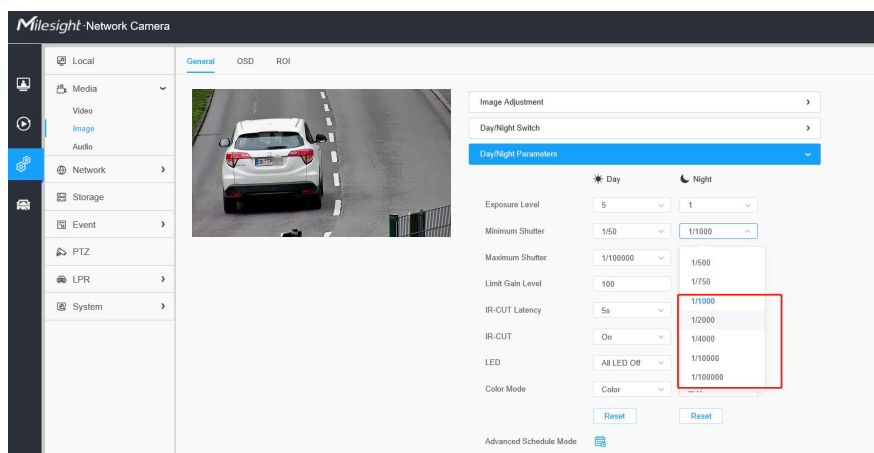 Milesight ·Network Camera
Local
Media
Video
Image
Audio
Network
Storage
Event
PTZ
LPR
System
General OSD ROI
Image Adjustment
Day/Night Switch
Day/Night Parameters
Day Night
Exposure Level 5 1
Minimum Shutter 1/50 1/1000
Maximum Shutter 1/100000
Limit Gain Level 100
IR-CUT Latency 5s
IR-CUT On
LED All LED Off
Color Mode Color
1/500
1/750
1/1000
1/2000
1/4000
1/10000
1/100000
Reset Reset
Advanced Schedule Mode